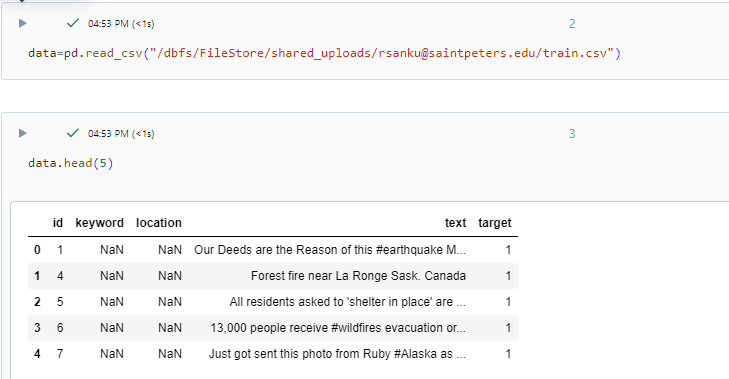 04:53 PM (<1s) 2
data=pd.read_csv("/dbfs/FileStore/shared_uploads/rsanku@saintpeters.edu/train.csv")
04:53 PM (<1s) 3
data.head(5)
id keyword location text target
0 1 NaN NaN Our Deeds are the Reason of this #earthquake M... 1
1 4 NaN NaN Forest fire near La Ronge Sask. Canada 1
2 5 NaN NaN All residents asked to 'shelter in place' are ... 1
3 6 NaN NaN 13,000 people receive #wildfires evacuation or... 1
4 7 NaN NaN Just got sent this photo from Ruby #Alaska as ... 1